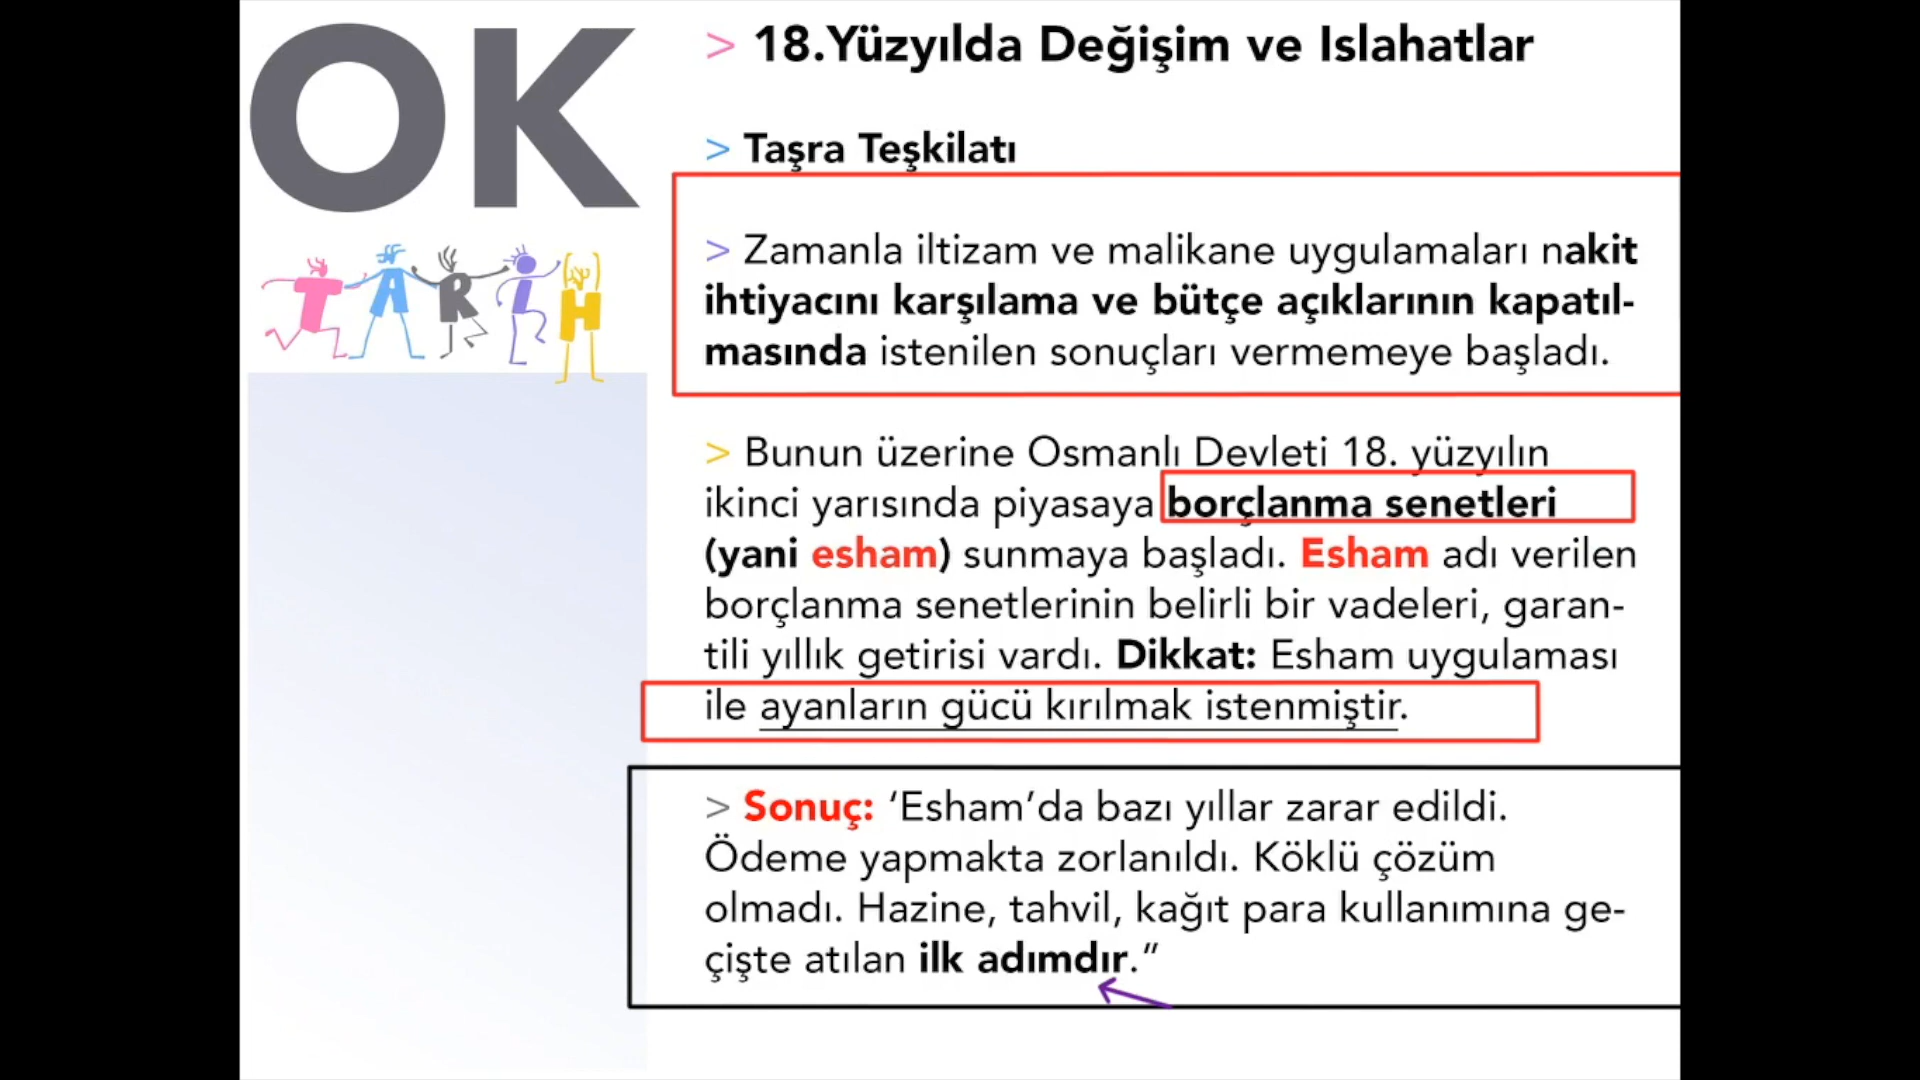 OK
TARİH
> 18.Yüzyılda Değişim ve Islahatlar
> Taşra Teşkilatı
> Zamanla iltizam ve malikane uygulamaları nakit
ihtiyacını karşılama ve bütçe açıklarının kapatıl-
masında istenilen sonuçları vermemeye başladı.
> Bunun üzerine Osmanlı Devleti 18. yüzyılın
ikinci yarısında piyasaya borçlanma senetleri
(yani esham) sunmaya başladı. Esham adı verilen
borçlanma senetlerinin belirli bir vadeleri, garan-
tili yıllık getirisi vardı. Dikkat: Esham uygulaması
ile ayanların gücü kırılmak istenmiştir.
> Sonuç: ‘Esham’da bazı yıllar zarar edildi.
Ödeme yapmakta zorlanıldı. Köklü çözüm
olmadı. Hazine, tahvil, kağıt para kullanımına ge-
çişte atılan ilk adımdır.”